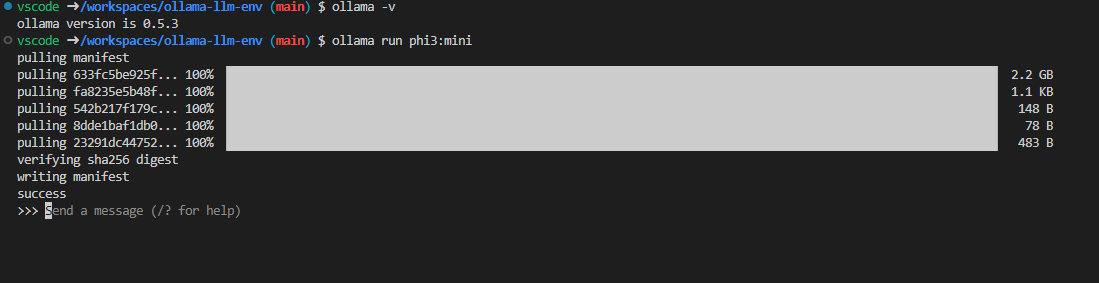 vscode ➜/workspaces/ollama-llm-env (main) $ ollama -v
ollama version is 0.5.3
vscode ➜/workspaces/ollama-llm-env (main) $ ollama run phi3:mini
pulling manifest
pulling 633fc5be925f... 100% 2.2 GB
pulling fa8235e5b48f... 100% 1.1 KB
pulling 542b217f179c... 100% 148 B
pulling 8dde1baf1db0... 100% 78 B
pulling 23291dc44752... 100% 483 B
verifying sha256 digest
writing manifest
success
>>> Send a message (/? for help)